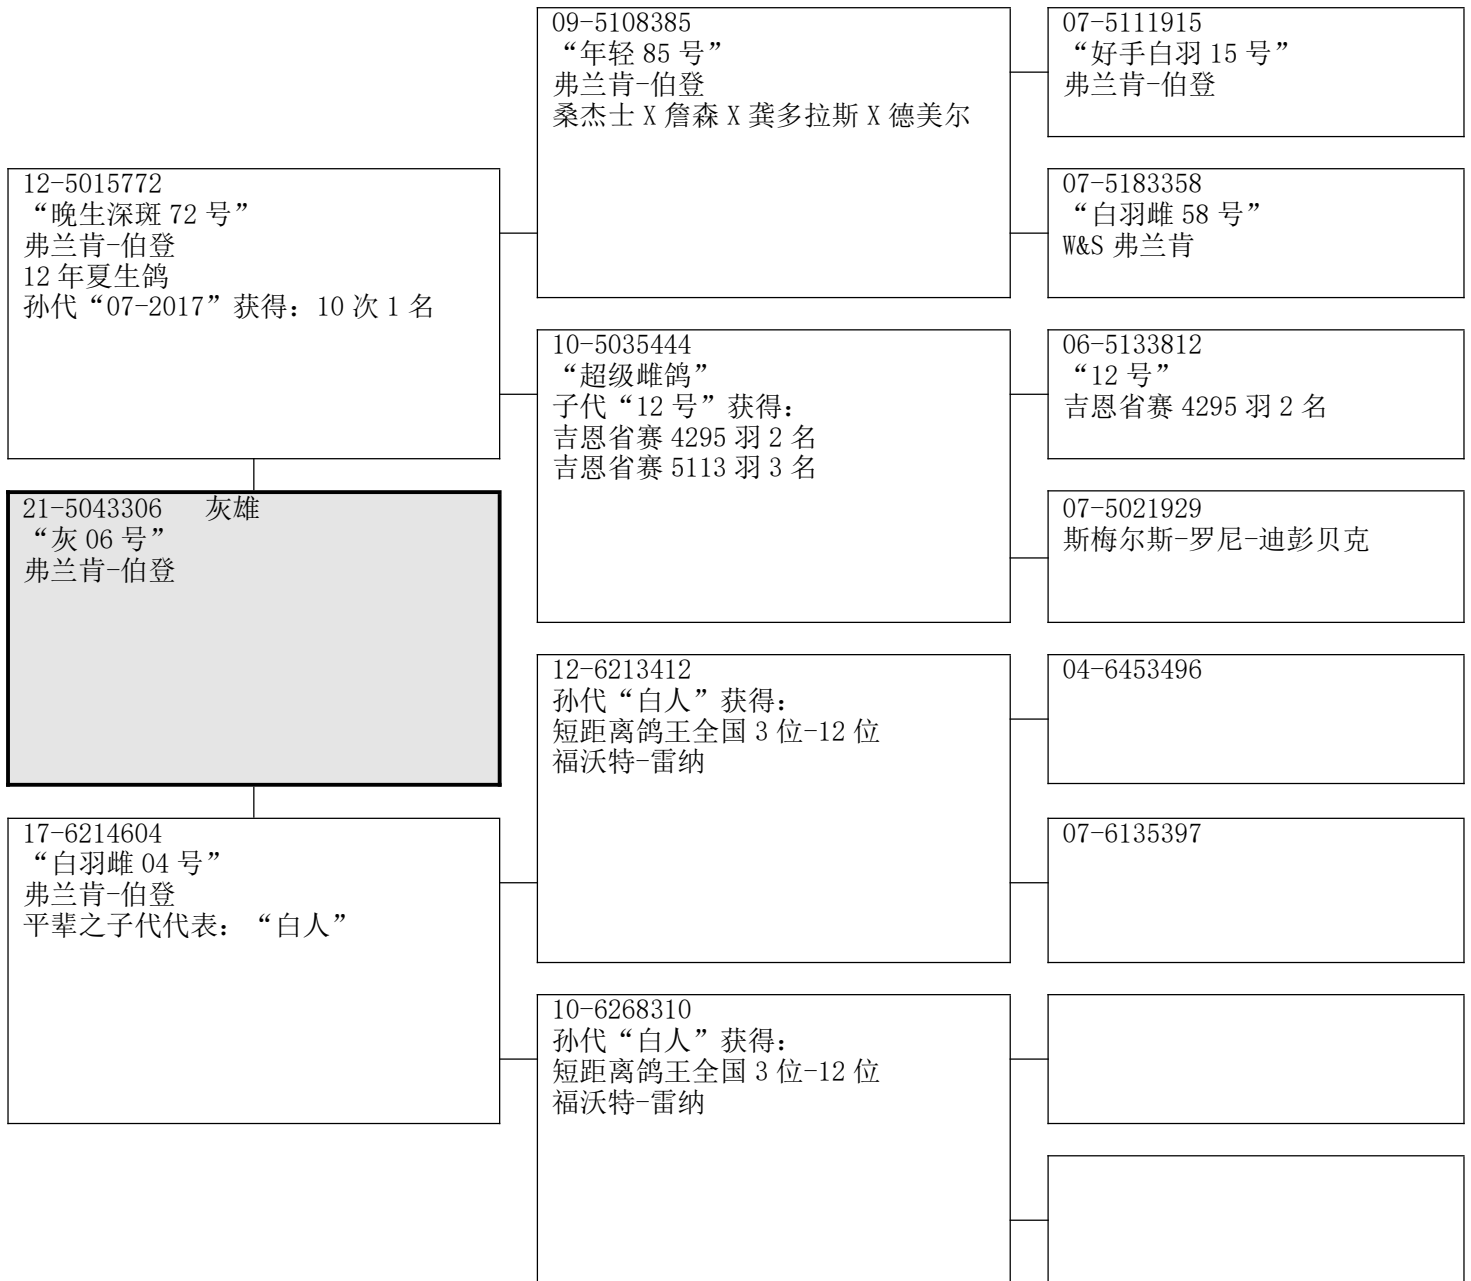 09-5108385
“年轻 85 号”
弗兰肯-伯登
桑杰士 X 詹森 X 龚多拉斯 X 德美尔
07-5111915
“好手白羽 15 号”
弗兰肯-伯登
12-5015772
“晚生深斑 72 号”
弗兰肯-伯登
12 年夏生鸽
孙代“07-2017”获得：10 次 1 名
07-5183358
“白羽雌 58 号”
W&S 弗兰肯
10-5035444
“超级雌鸽”
子代“12 号”获得：
吉恩省赛 4295 羽 2 名
吉恩省赛 5113 羽 3 名
06-5133812
“12 号”
吉恩省赛 4295 羽 2 名
21-5043306 灰雄
“灰 06 号”
弗兰肯-伯登
07-5021929
斯梅尔斯-罗尼-迪彭贝克
12-6213412
孙代“白人”获得：
短距离鸽王全国 3 位-12 位
福沃特-雷纳
04-6453496
17-6214604
“白羽雌 04 号”
弗兰肯-伯登
平辈之子代代表：“白人”
07-6135397
10-6268310
孙代“白人”获得：
短距离鸽王全国 3 位-12 位
福沃特-雷纳